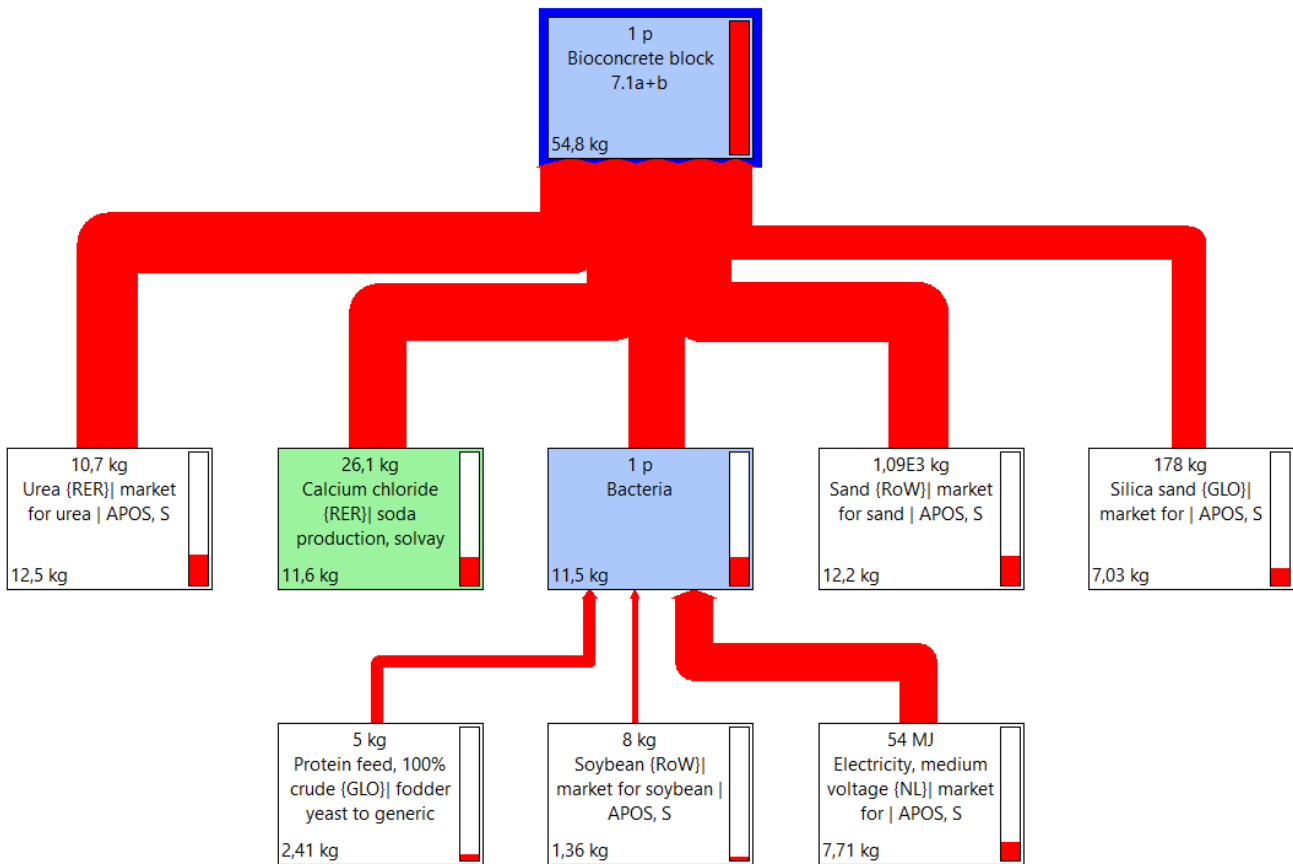 1 p
Bioconcrete block
7.1a+b
54,8 kg
10,7 kg
Urea {RER}| market
for urea | APOS, S
12,5 kg
26,1 kg
Calcium chloride
{RER}| soda
production, solvay
11,6 kg
1 p
Bacteria
11,5 kg
1,09E3 kg
Sand {RoW}| market
for sand | APOS, S
12,2 kg
178 kg
Silica sand {GLO}|
market for | APOS, S
7,03 kg
5 kg
Protein feed, 100%
crude {GLO}| fodder
yeast to generic
2,41 kg
8 kg
Soybean {RoW}|
market for soybean |
APOS, S
1,36 kg
54 MJ
Electricity, medium
voltage {NL}| market
for | APOS, S
7,71 kg